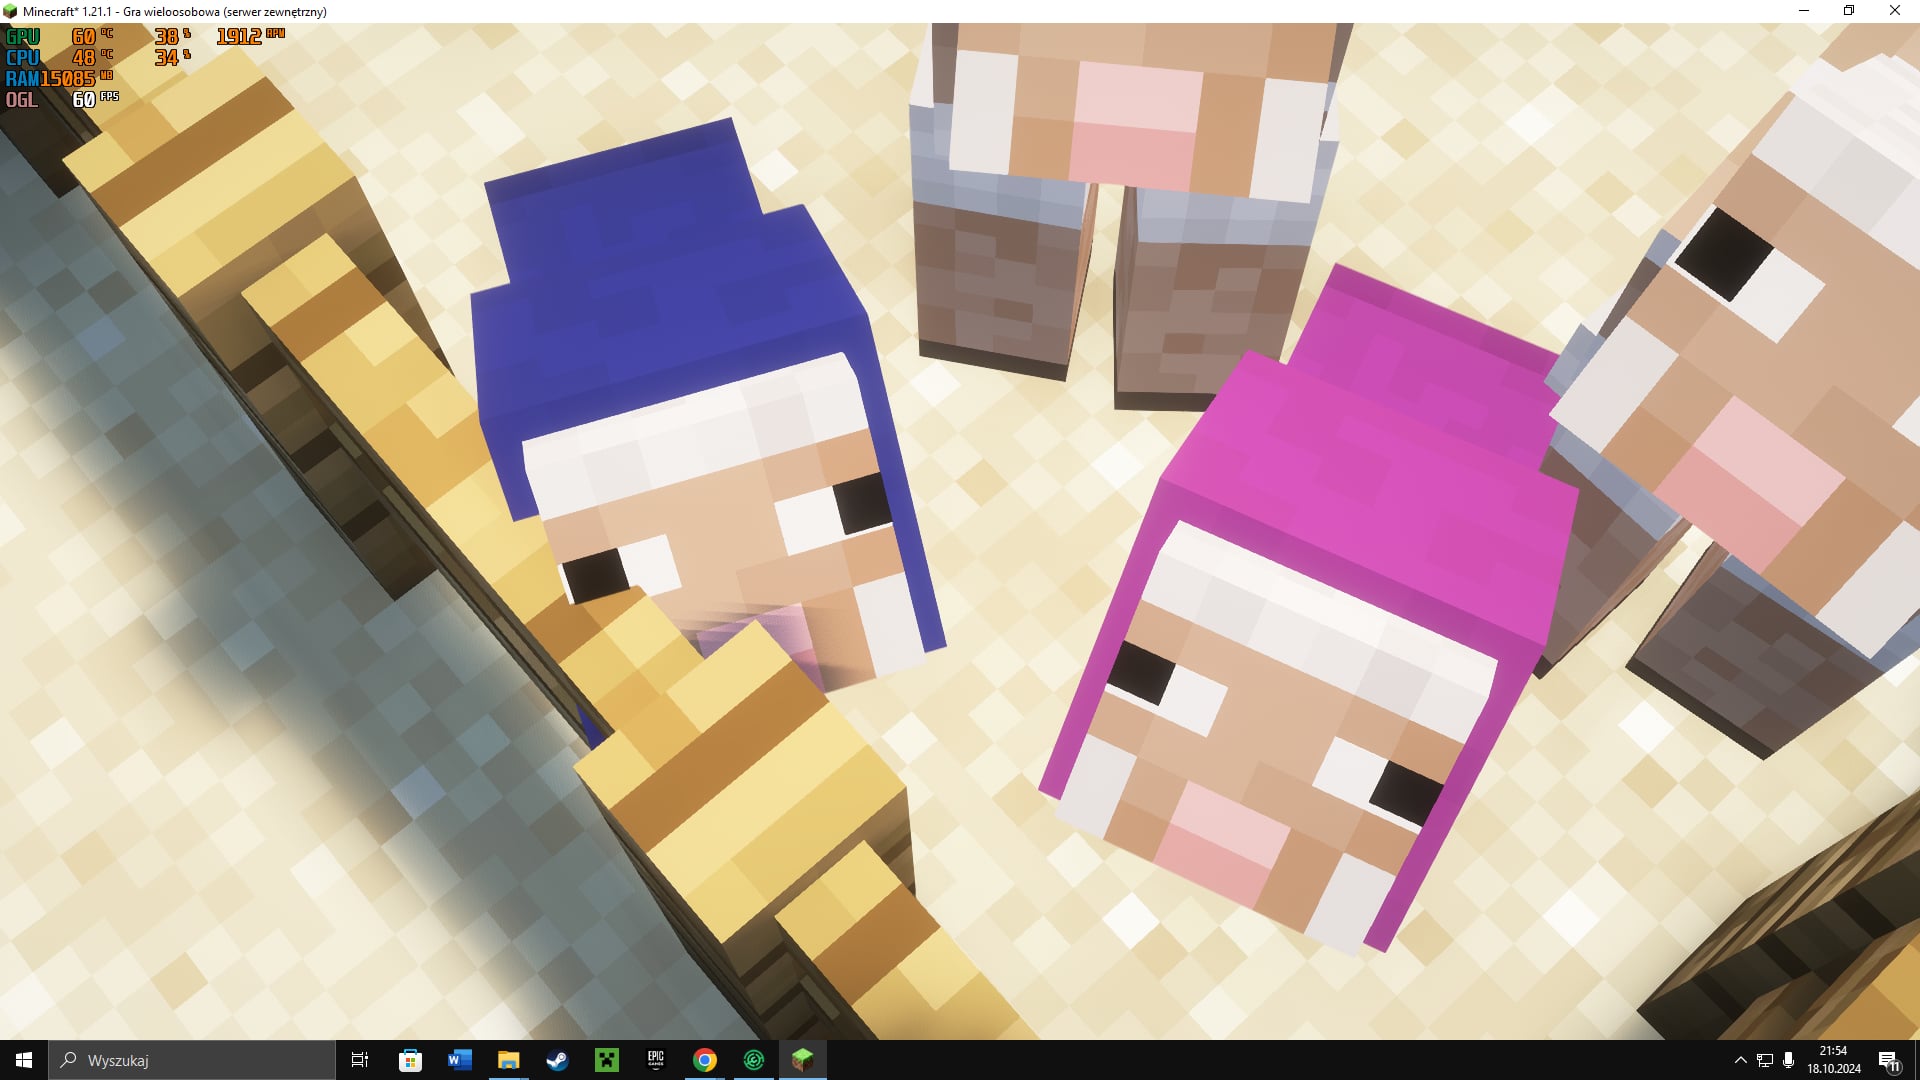 Minecraft* 1.21.1 - Gra wieloosobowa (serwer zewnętrzny)
GPU 60 °C 38 % 1912 RPM
CPU 48 °C 34 %
RAM 15085 MB
OGL 60 FPS
Wyszukaj
EPIC
GAMES
21:54
18.10.2024
11